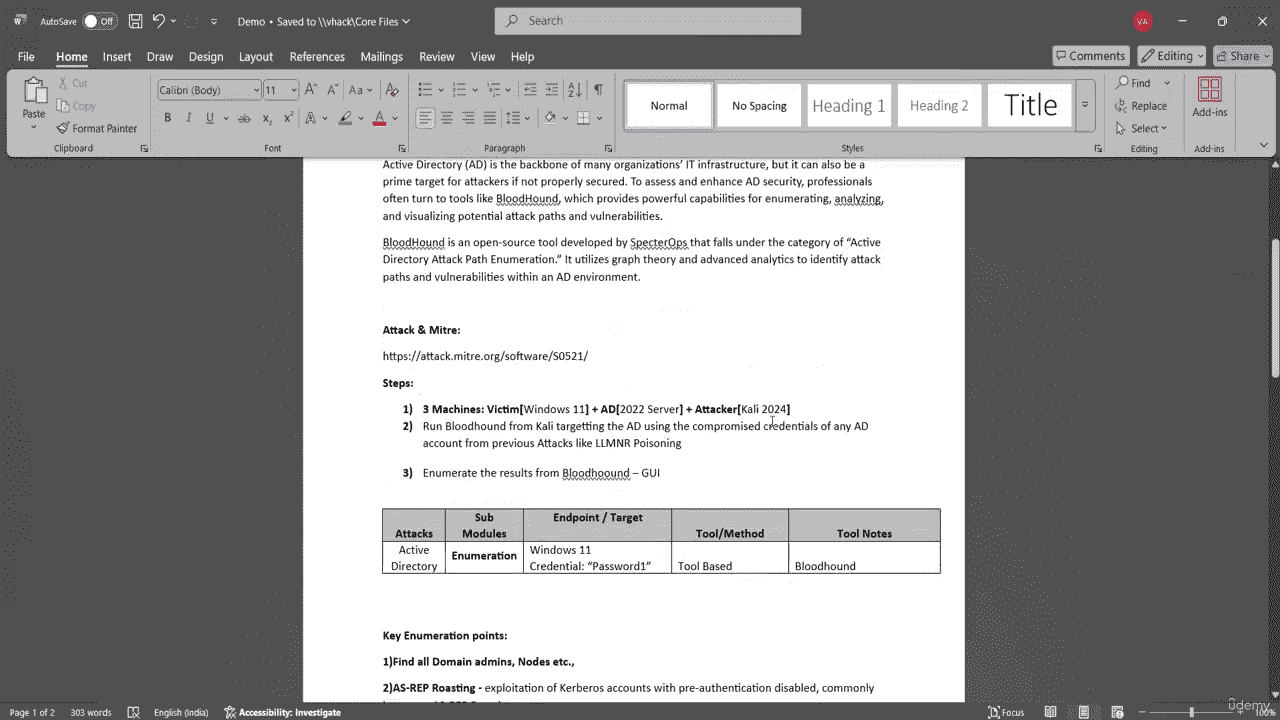 AutoSave Off Demo • Saved to \\vhack\Core Files Search VA
File Home Insert Draw Design Layout References Mailings Review View Help Comments Editing Share
Paste Cut Copy Format Painter Calibri (Body) 11 Normal No Spacing Heading 1 Heading 2 Title Find Replace Select Add-ins
Clipboard Font Paragraph Styles Editing Add-ins
Active Directory (AD) is the backbone of many organizations' IT infrastructure, but it can also be a
prime target for attackers if not properly secured. To assess and enhance AD security, professionals
often turn to tools like BloodHound, which provides powerful capabilities for enumerating, analyzing,
and visualizing potential attack paths and vulnerabilities.
BloodHound is an open-source tool developed by SpecterOps that falls under the category of “Active
Directory Attack Path Enumeration.” It utilizes graph theory and advanced analytics to identify attack
paths and vulnerabilities within an AD environment.
Attack & Mitre:
https://attack.mitre.org/software/S0521/
Steps:
1) 3 Machines: Victim[Windows 11] + AD[2022 Server] + Attacker[Kali 2024]
2) Run Bloodhound from Kali targetting the AD using the compromised credentials of any AD
account from previous Attacks like LLMNR Poisoning
3) Enumerate the results from Bloodhoound – GUI
Attacks Sub Modules Endpoint / Target Tool/Method Tool Notes
Active Directory Enumeration Windows 11 Credential: “Password1” Tool Based Bloodhound
Key Enumeration points:
1)Find all Domain admins, Nodes etc.,
2)AS-REP Roasting - exploitation of Kerberos accounts with pre-authentication disabled, commonly
Page 1 of 2 303 words English (India) Accessibility: Investigate Focus 100%
Udemy